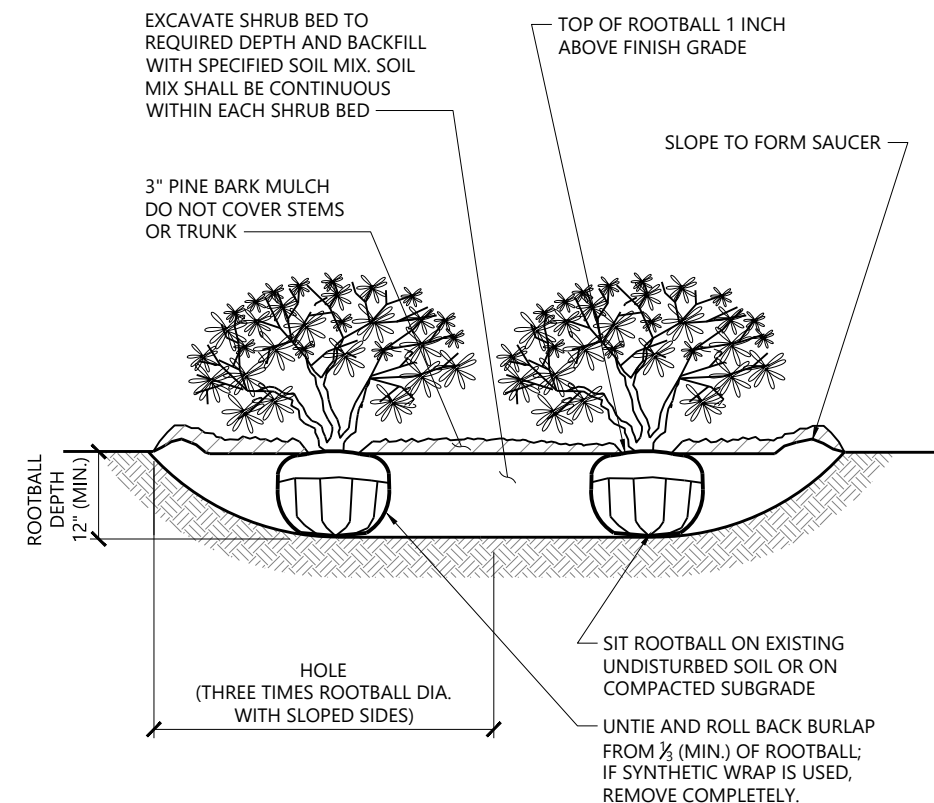 EXCAVATE SHRUB BED TO
REQUIRED DEPTH AND BACKFILL
WITH SPECIFIED SOIL MIX. SOIL
MIX SHALL BE CONTINUOUS
WITHIN EACH SHRUB BED
TOP OF ROOTBALL 1 INCH
ABOVE FINISH GRADE
SLOPE TO FORM SAUCER
3" PINE BARK MULCH
DO NOT COVER STEMS
OR TRUNK
ROOTBALL
DEPTH
12" (MIN.)
HOLE
(THREE TIMES ROOTBALL DIA.
WITH SLOPED SIDES)
SIT ROOTBALL ON EXISTING
UNDISTURBED SOIL OR ON
COMPACTED SUBGRADE
UNTIE AND ROLL BACK BURLAP
FROM 1/3 (MIN.) OF ROOTBALL;
IF SYNTHETIC WRAP IS USED,
REMOVE COMPLETELY.